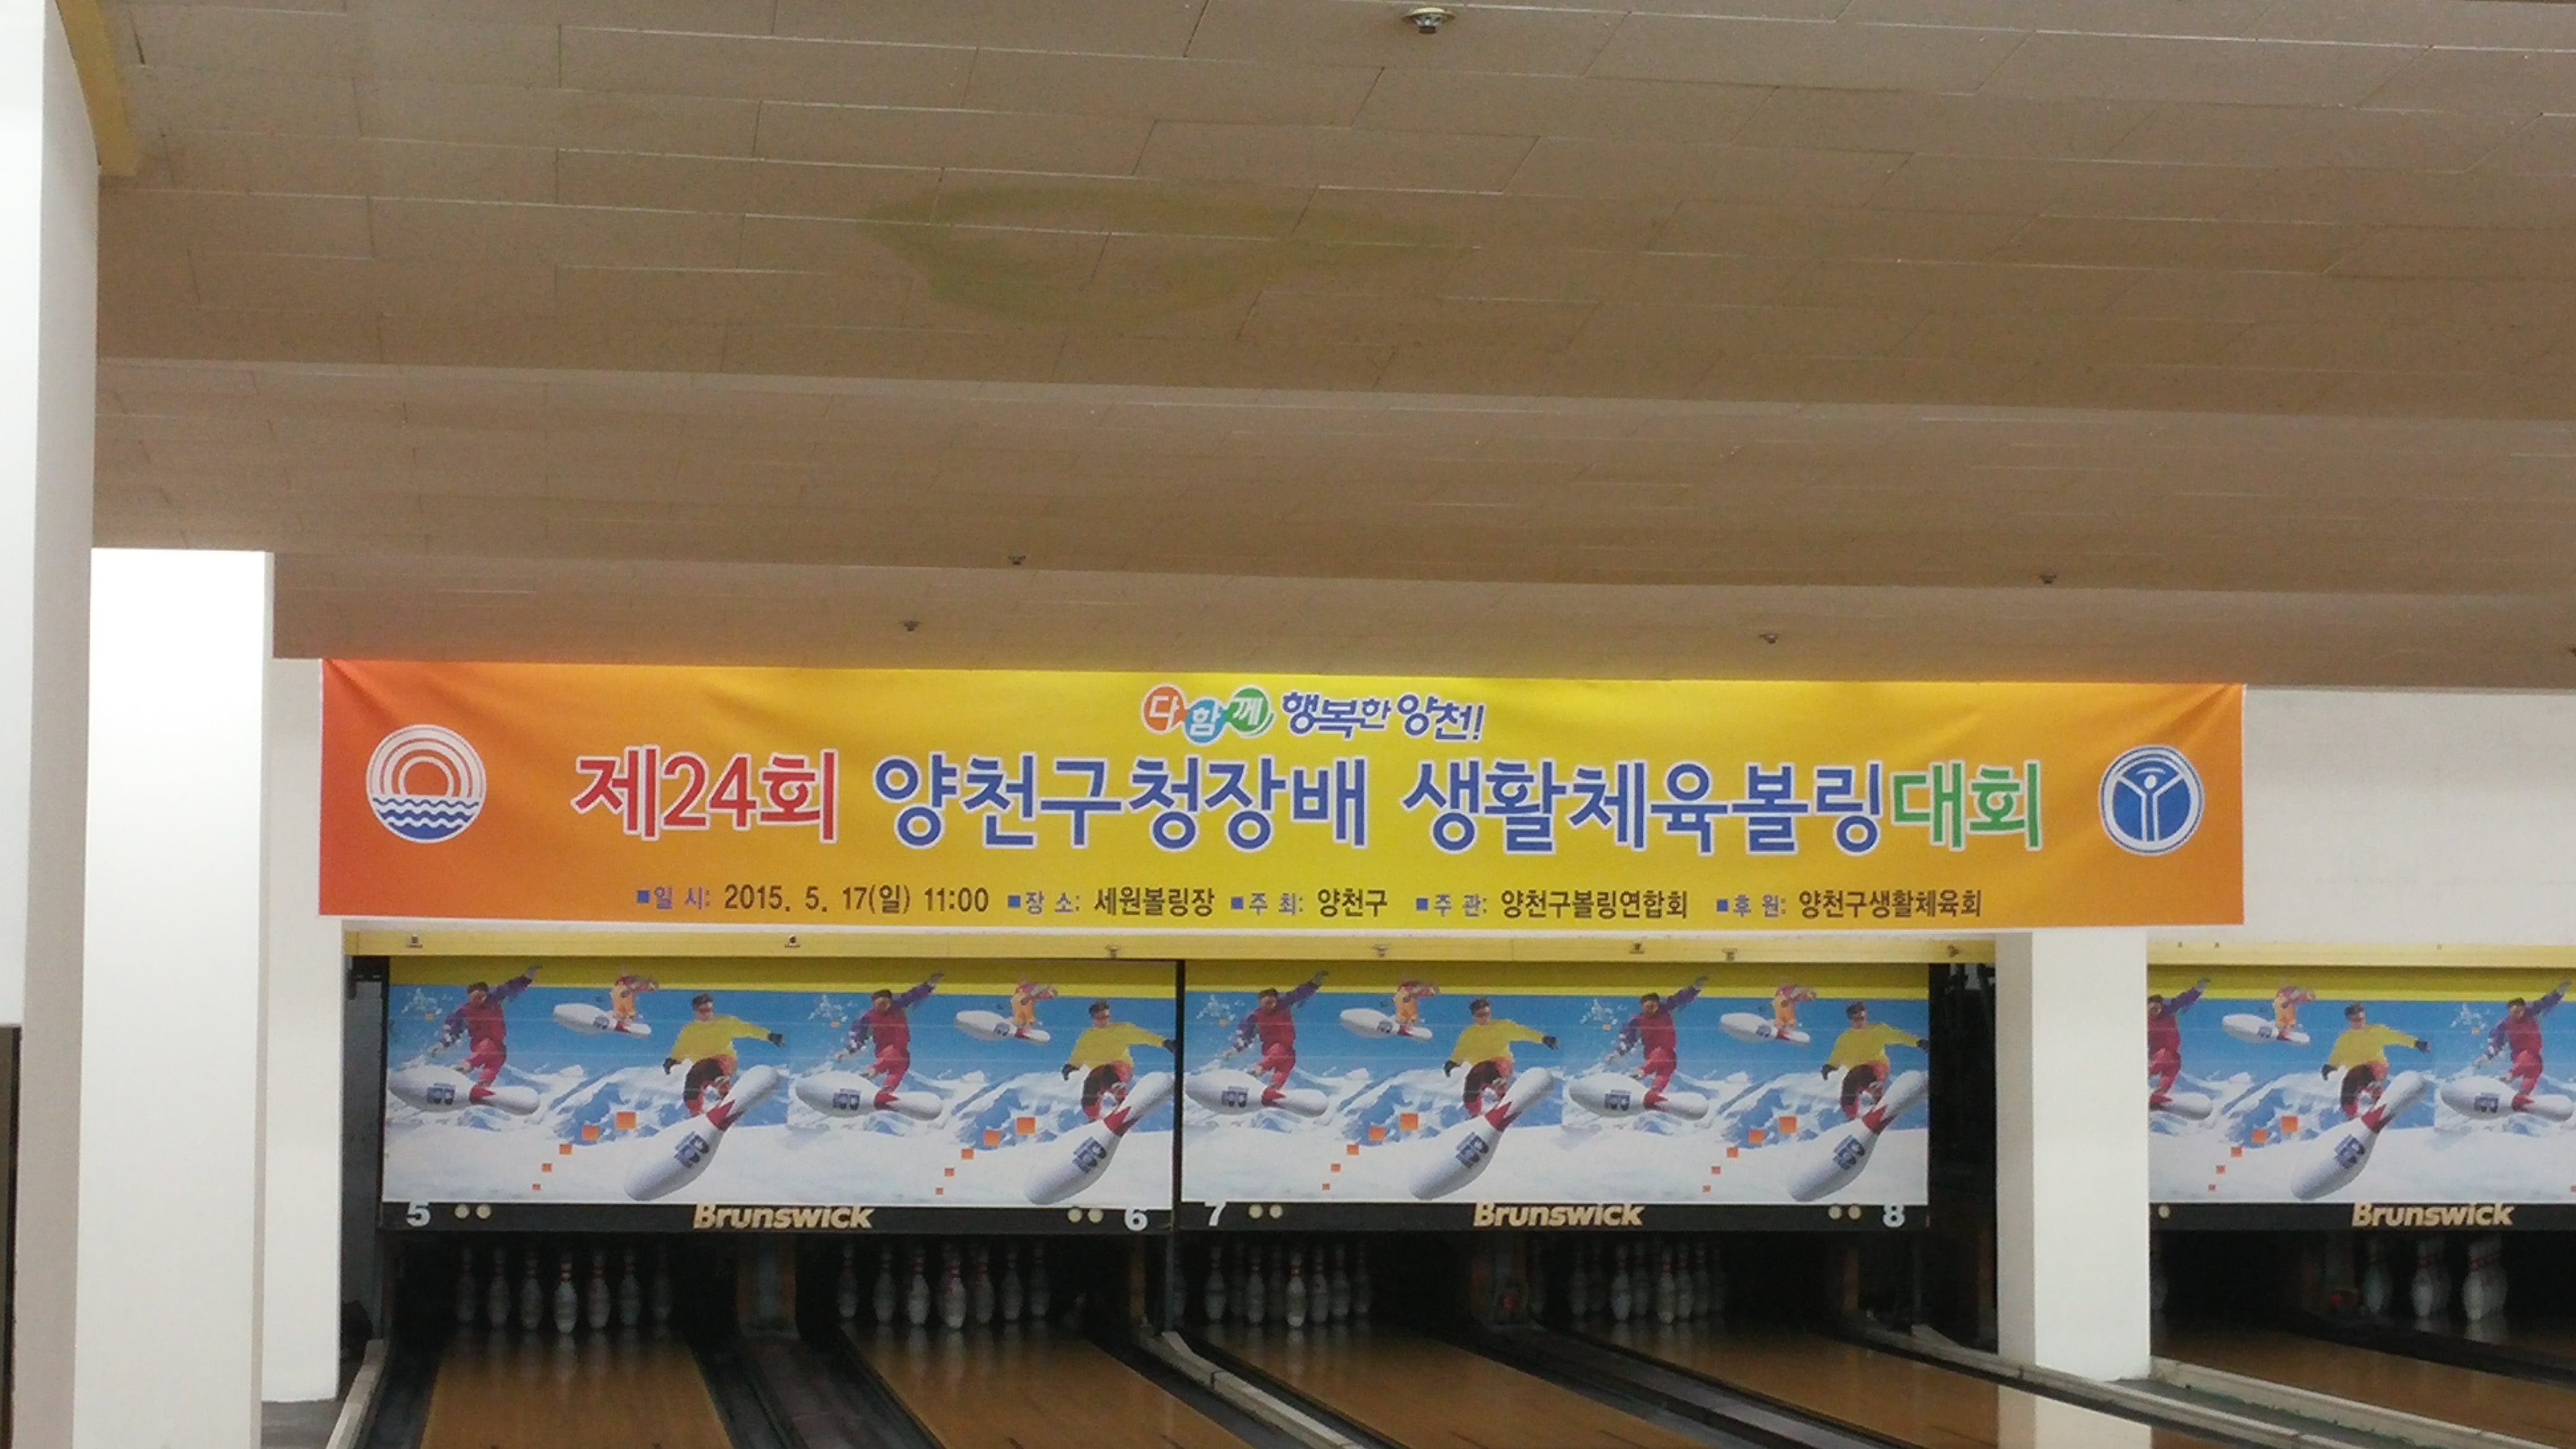 다함께 행복한 양천!
제24회 양천구청장배 생활체육볼링대회
■일 시: 2015. 5. 17(일) 11:00 ■장 소: 세원볼링장 ■주 최: 양천구 ■주 관: 양천구볼링연합회 ■후 원: 양천구생활체육회
5 Brunswick 6 7 Brunswick 8 Brunswick